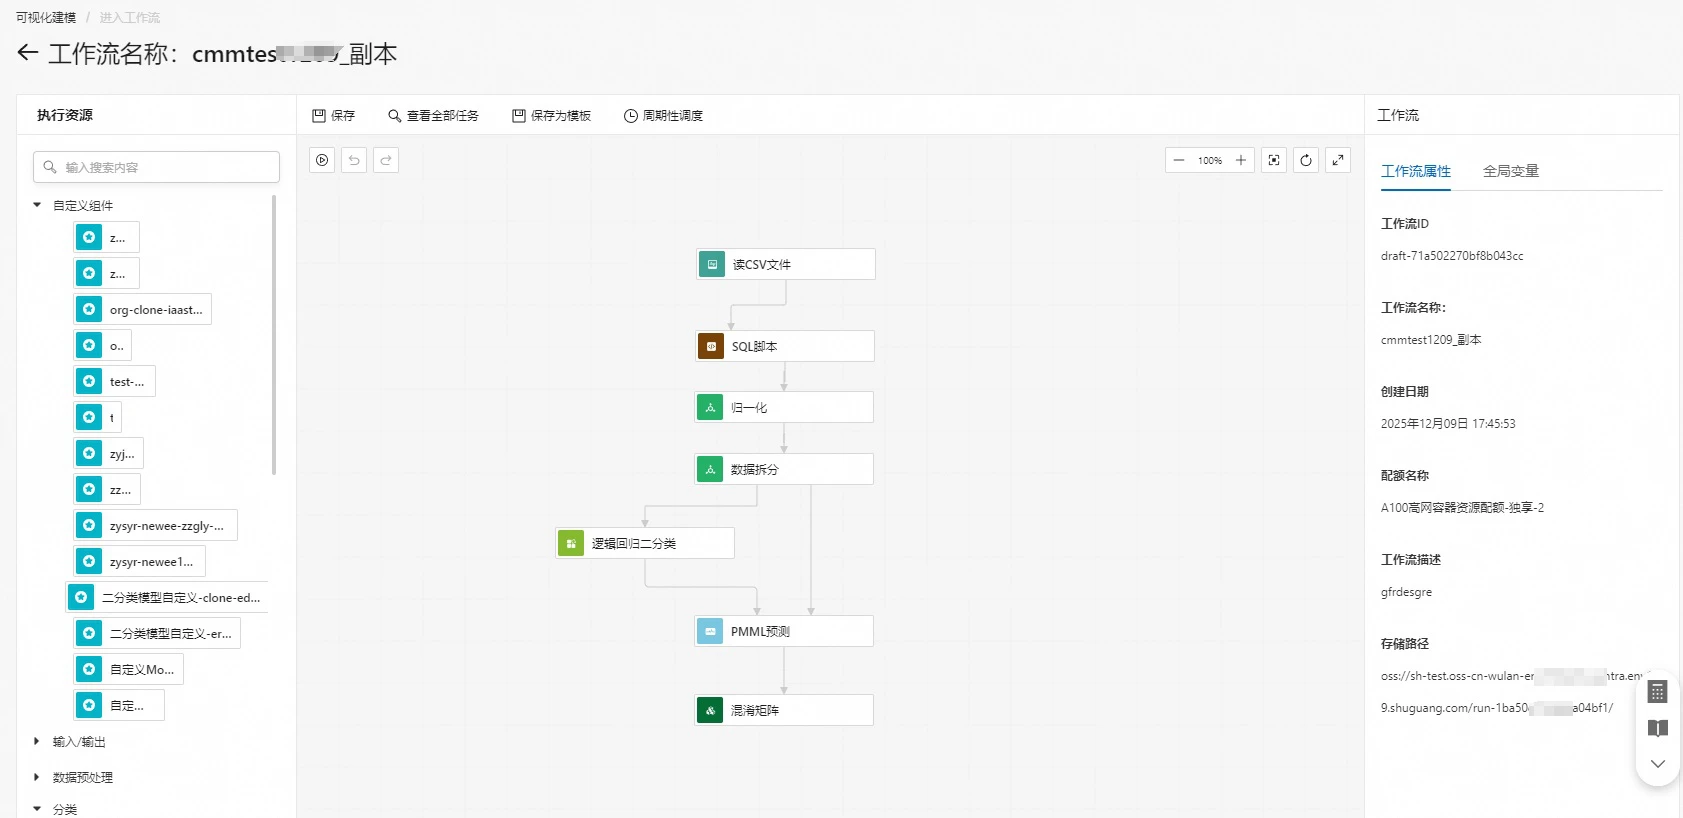 可视化建模 / 进入工作流
工作流名称：cmmtes _副本
执行资源
保存 查看全部任务 保存为模板 周期性调度
工作流
输入搜索内容
100%
工作流属性 全局变量
自定义组件
z...
z...
org-clone-iaast...
o..
test-...
t
zyj...
zz...
zysyr-newee-zzgly-...
zysyr-newee1...
二分类模型自定义-clone-ed...
二分类模型自定义-er...
自定义Mo...
自定...
输入/输出
数据预处理
分类
读CSV文件
SQL脚本
归一化
数据拆分
逻辑回归二分类
PMML预测
混淆矩阵
工作流ID
draft-71a502270bf8b043cc
工作流名称：
cmmtest1209_副本
创建日期
2025年12月09日 17:45:53
配额名称
A100高网容器资源配额-独享-2
工作流描述
gfrdesgre
存储路径
oss://sh-test.oss-cn-wulan-er ntra.env
9.shuguang.com/run-1ba50 a04bf1/